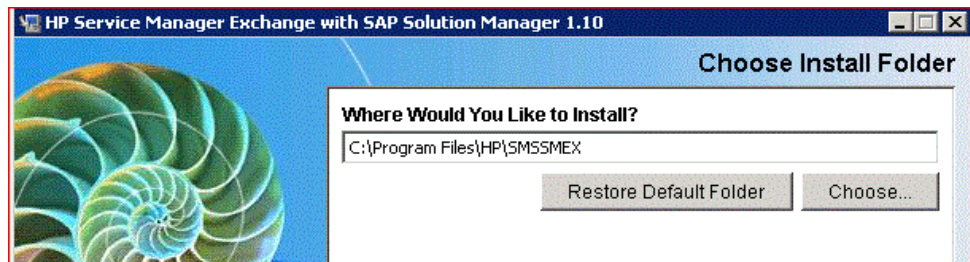 HP Service Manager Exchange with SAP Solution Manager 1.10
Choose Install Folder
Where Would You Like to Install?
C:\Program Files\HP\SMSSMEX
Restore Default Folder Choose...